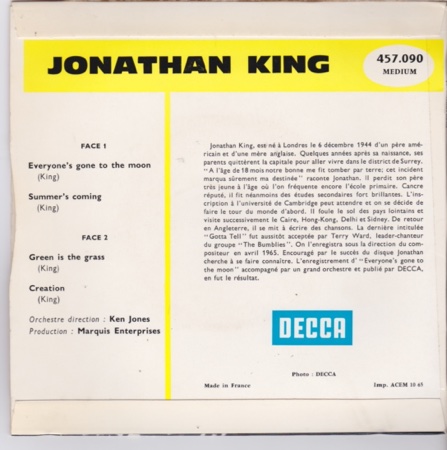 JONATHAN KING
457.090
MEDIUM
FACE 1
Everyone's gone to the moon
(King)
Summer's coming
(King)
FACE 2
Green is the grass
(King)
Creation
(King)
Orchestre direction : Ken Jones
Production : Marquis Enterprises
Jonathan King, est né à Londres le 6 décembre 1944 d'un père amé-
ricain et d'une mère anglaise. Quelques années après sa naissance, ses
parents quittèrent la capitale pour aller vivre dans le district de Surrey.
"A l'âge de 18 mois notre bonne me fit tomber par terre; cet incident
marqua sûrement ma destinée" raconte Jonathan. Il perdit son père
très jeune à l'âge où l'on fréquente encore l'école primaire. Cancre
réputé, il fit néanmoins des études secondaires fort brillantes. L'ins-
cription à l'université de Cambridge peut attendre et on se décide de
faire le tour du monde d'abord. Il foule le sol des pays lointains et
visite successivement le Caire, Hong-Kong, Delhi et Sidney. De retour
en Angleterre, il se mit à écrire des chansons. La dernière intitulée
"Gotta Tell" fut aussitôt acceptée par Terry Ward, leader-chanteur
du groupe "The Bumblies". On l'enregistra sous la direction du com-
positeur en avril 1965. Encouragé par le succès du disque Jonathan
cherche à se faire connaître. L'enregistrement d' "Everyone's gone to
the moon" accompagné par un grand orchestre et publié par DECCA,
en fut le résultat.
DECCA
Photo : DECCA
Made in France
Imp. ACEM 10 65